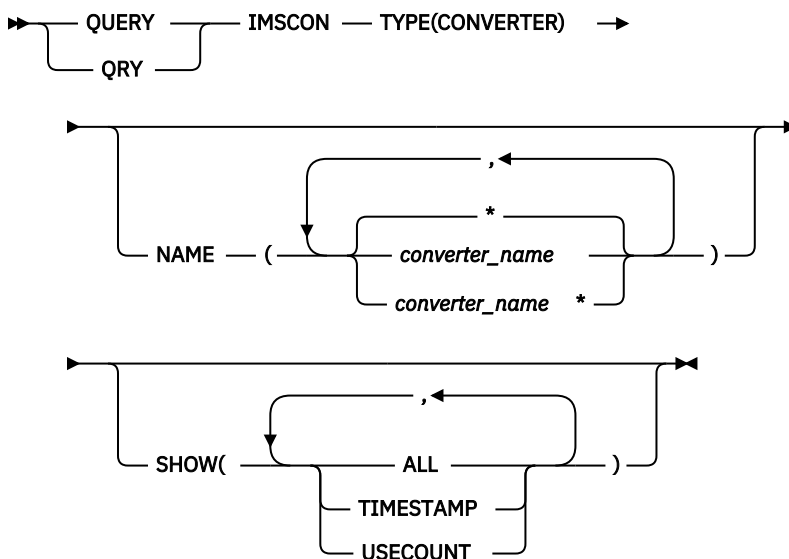 QUERY IMSCON TYPE(CONVERTER)
QRY
,
*
NAME ( converter_name )
converter_name *
,
SHOW( ALL )
TIMESTAMP
USECOUNT